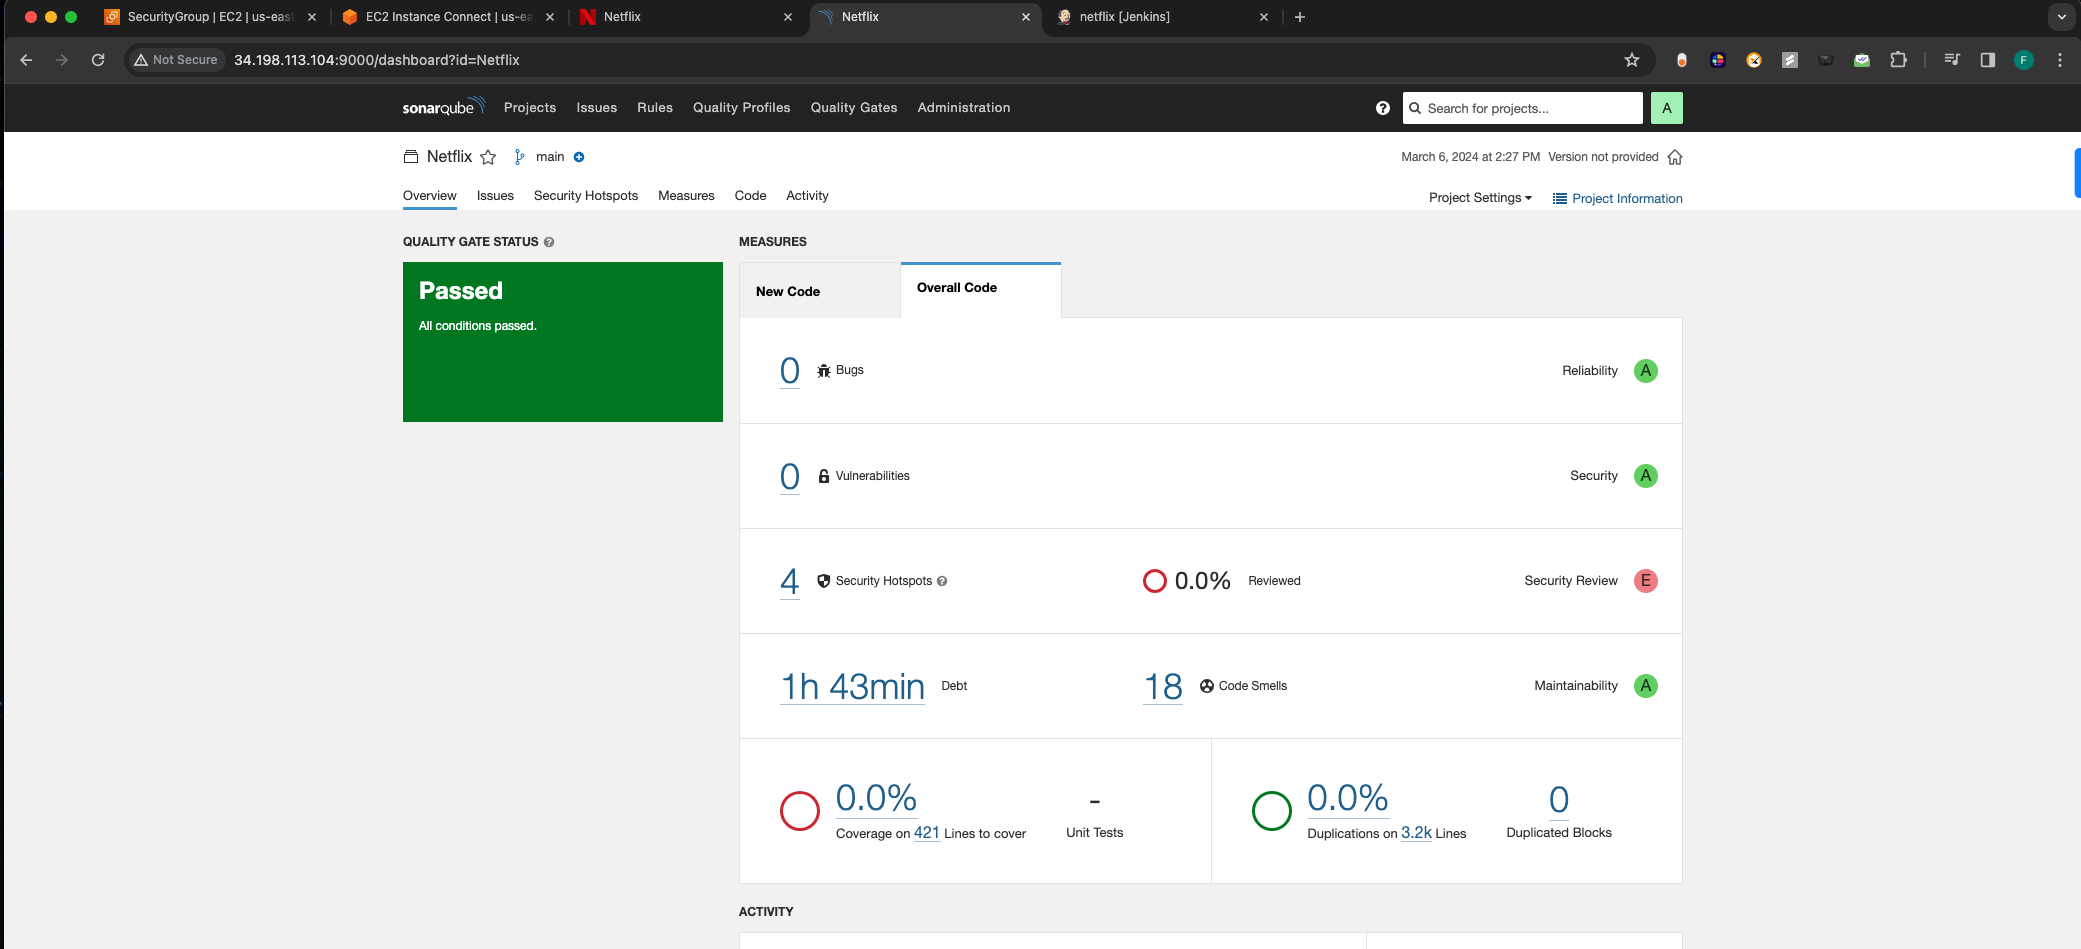 SecurityGroup | EC2 | us-east
EC2 Instance Connect | us-ea
Netflix
Netflix
netflix [Jenkins]
Not Secure
34.198.113.104:9000/dashboard?id=Netflix
F
sonarqube
Projects
Issues
Rules
Quality Profiles
Quality Gates
Administration
Search for projects...
A
Netflix
main
March 6, 2024 at 2:27 PM
Version not provided
Overview
Issues
Security Hotspots
Measures
Code
Activity
Project Settings
Project Information
QUALITY GATE STATUS
Passed
All conditions passed.
MEASURES
New Code
Overall Code
0 Bugs
Reliability A
0 Vulnerabilities
Security A
4 Security Hotspots
0.0% Reviewed
Security Review E
1h 43min Debt
18 Code Smells
Maintainability A
0.0%
Coverage on 421 Lines to cover
-
Unit Tests
0.0%
Duplications on 3.2k Lines
0
Duplicated Blocks
ACTIVITY